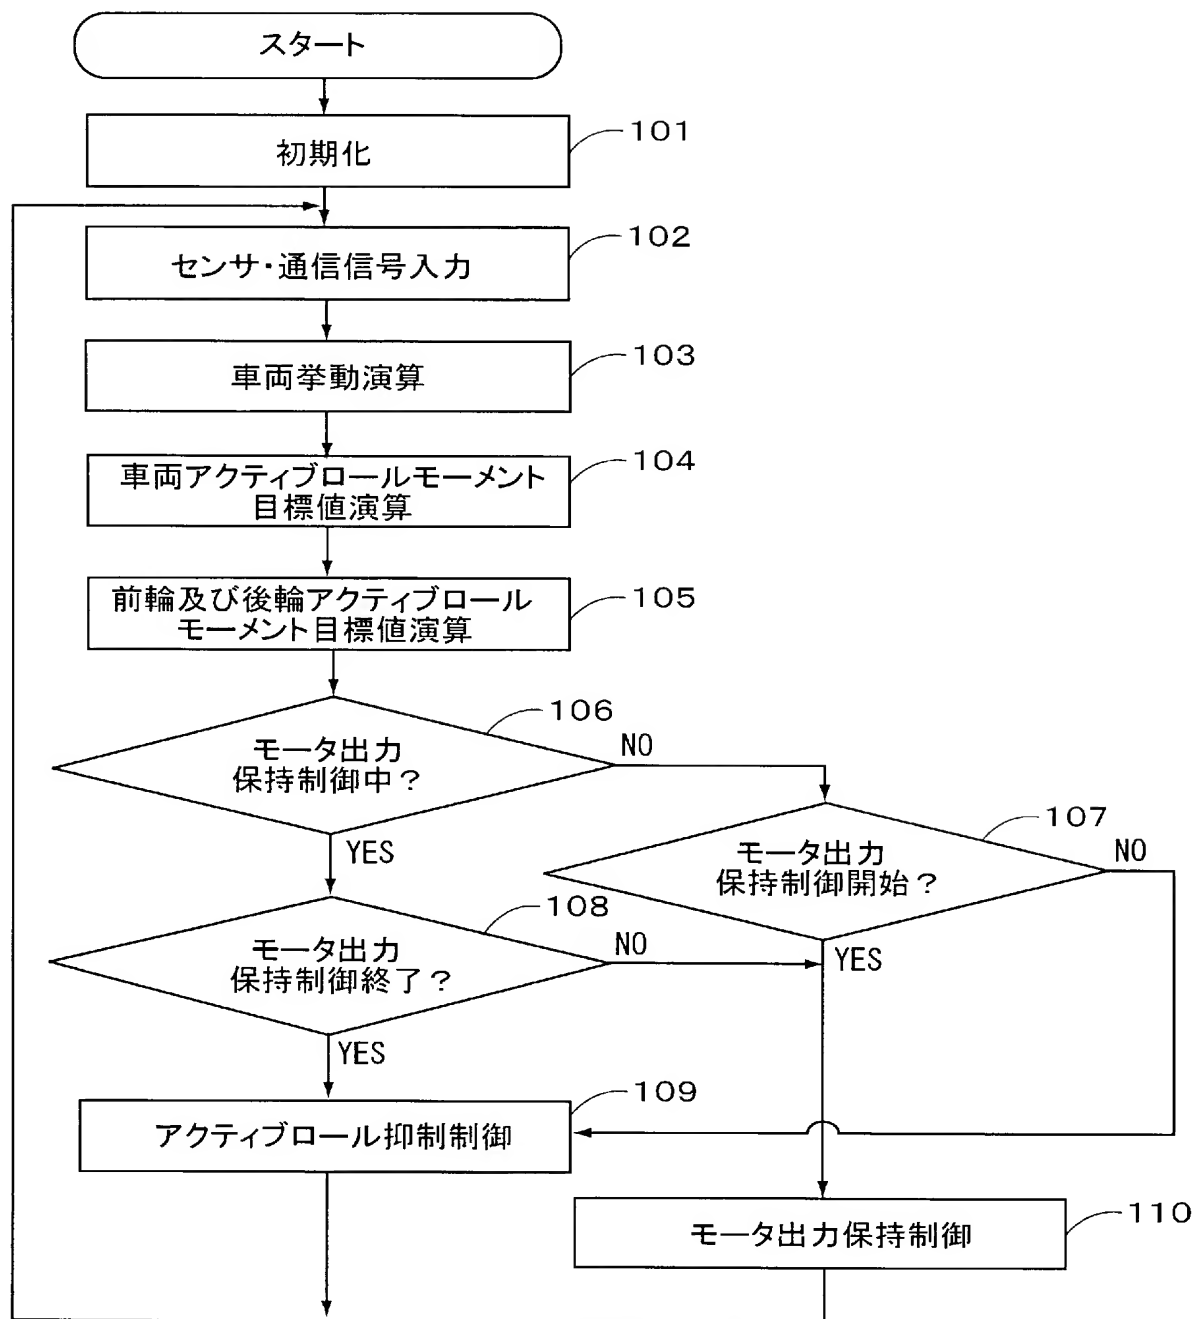 スタート
初期化
101
センサ・通信信号入力
102
車両挙動演算
103
車両アクティブロールモーメント
目標値演算
104
前輪及び後輪アクティブロール
モーメント目標値演算
105
モータ出力
保持制御中？
106
NO
YES
モータ出力
保持制御開始？
107
NO
YES
モータ出力
保持制御終了？
108
NO
YES
アクティブロール抑制制御
109
モータ出力保持制御
110